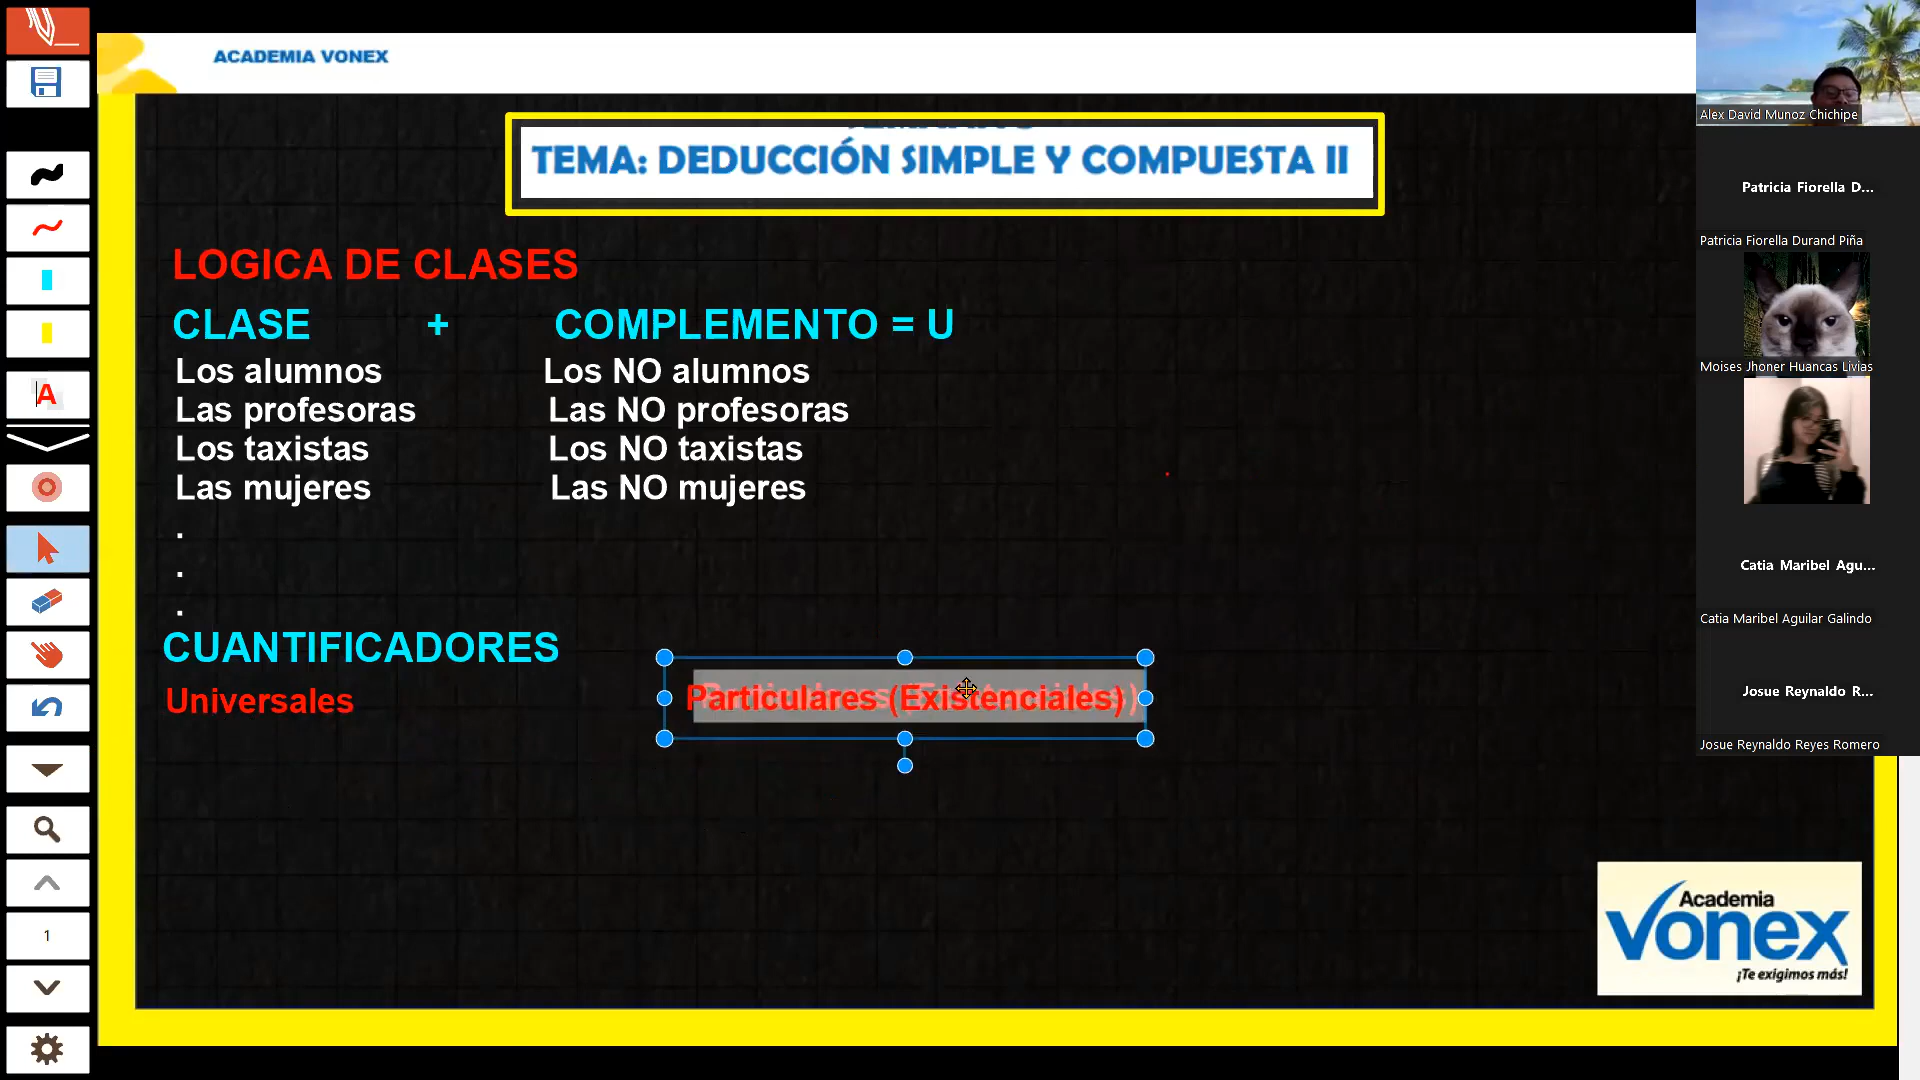 ACADEMIA VONEX
TEMA: DEDUCCIÓN SIMPLE Y COMPUESTA II
LOGICA DE CLASES
CLASE + COMPLEMENTO = U
Los alumnos Los NO alumnos
Las profesoras Las NO profesoras
Los taxistas Los NO taxistas
Las mujeres Las NO mujeres
.
.
.
CUANTIFICADORES
Universales Particulares (Existenciales)
Academia
vonex
¡Te exigimos más!
A
1
Alex David Munoz Chichipe
Patricia Fiorella D...
Patricia Fiorella Durand Piña
Moises Jhoner Huancas Livias
Catia Maribel Agu...
Catia Maribel Aguilar Galindo
Josue Reynaldo R...
Josue Reynaldo Reyes Romero